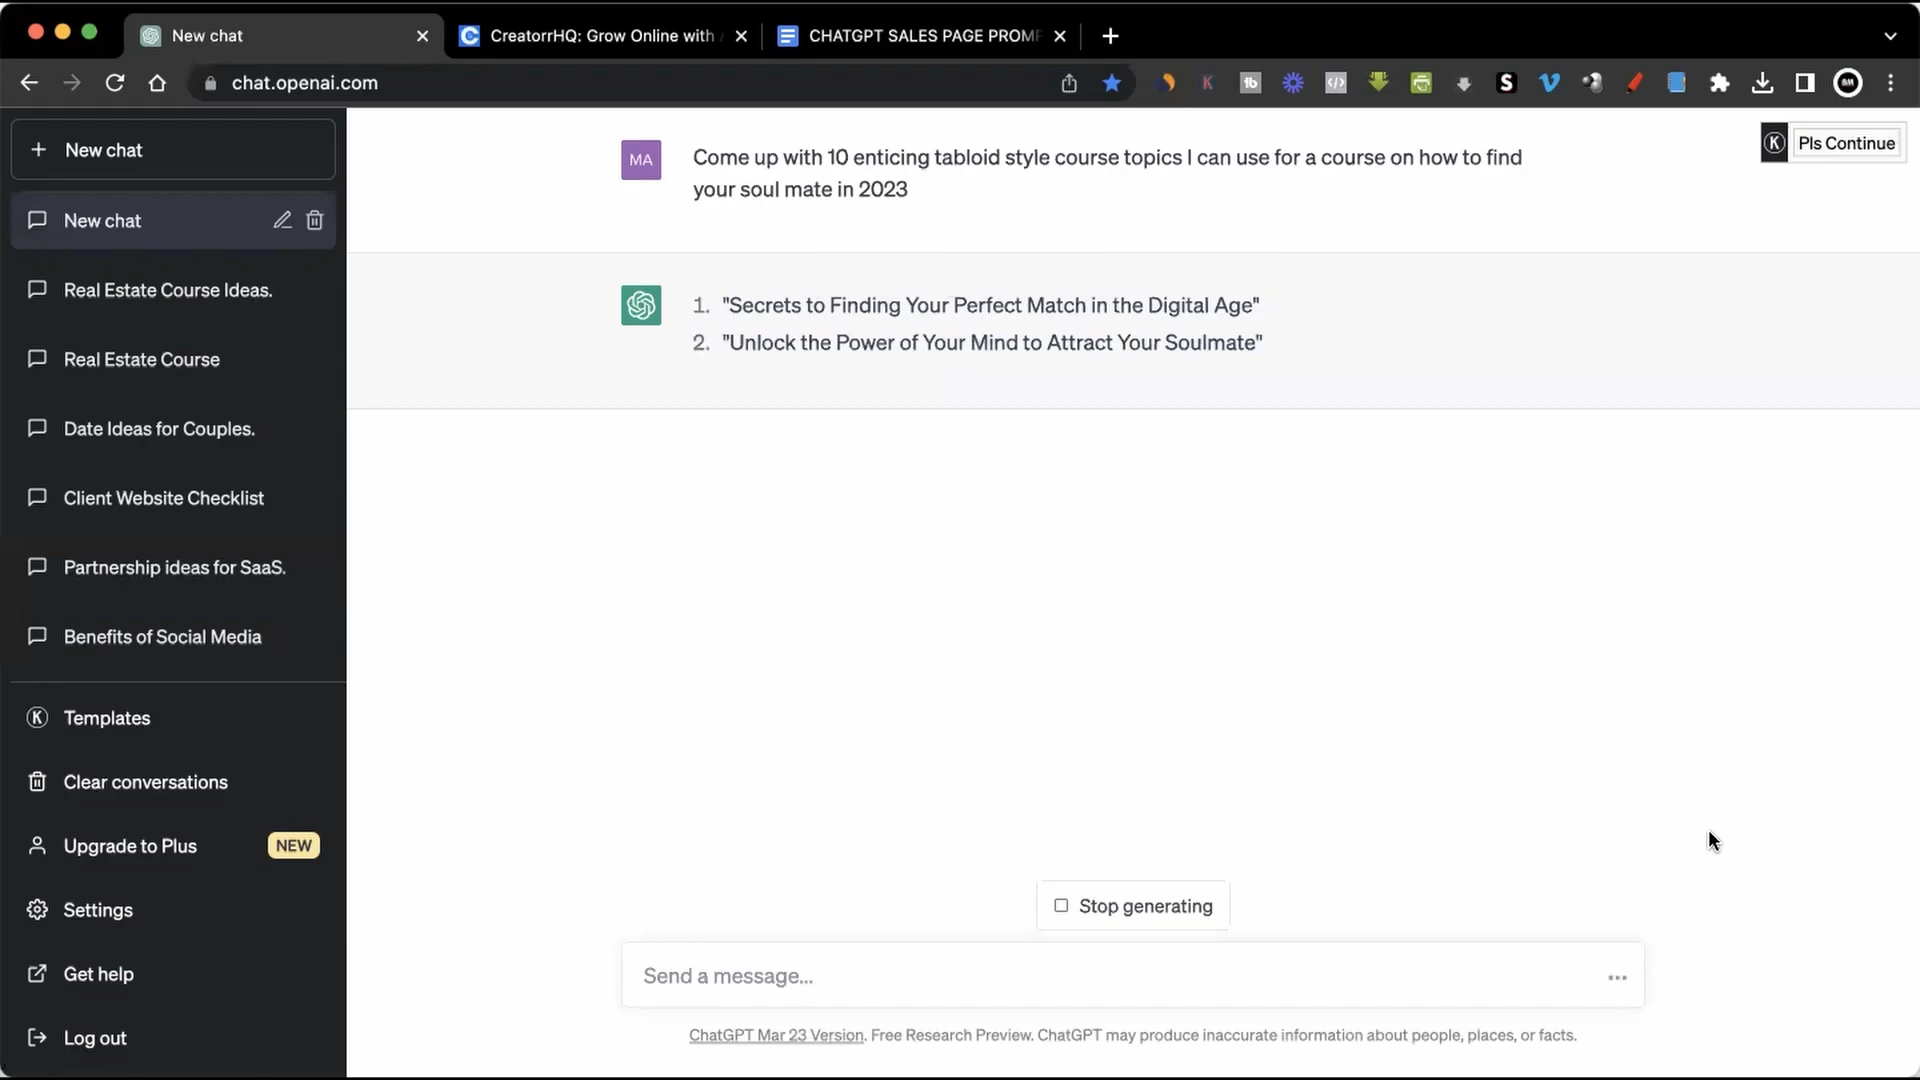 New chat
CreatorrHQ: Grow Online with
CHATGPT SALES PAGE PROMP
chat.openai.com
New chat
New chat
Real Estate Course Ideas.
Real Estate Course
Date Ideas for Couples.
Client Website Checklist
Partnership ideas for SaaS.
Benefits of Social Media
Templates
Clear conversations
Upgrade to Plus NEW
Settings
Get help
Log out
MA
Come up with 10 enticing tabloid style course topics I can use for a course on how to find
your soul mate in 2023
K Pls Continue
1. "Secrets to Finding Your Perfect Match in the Digital Age"
2. "Unlock the Power of Your Mind to Attract Your Soulmate"
Stop generating
Send a message...
ChatGPT Mar 23 Version. Free Research Preview. ChatGPT may produce inaccurate information about people, places, or facts.